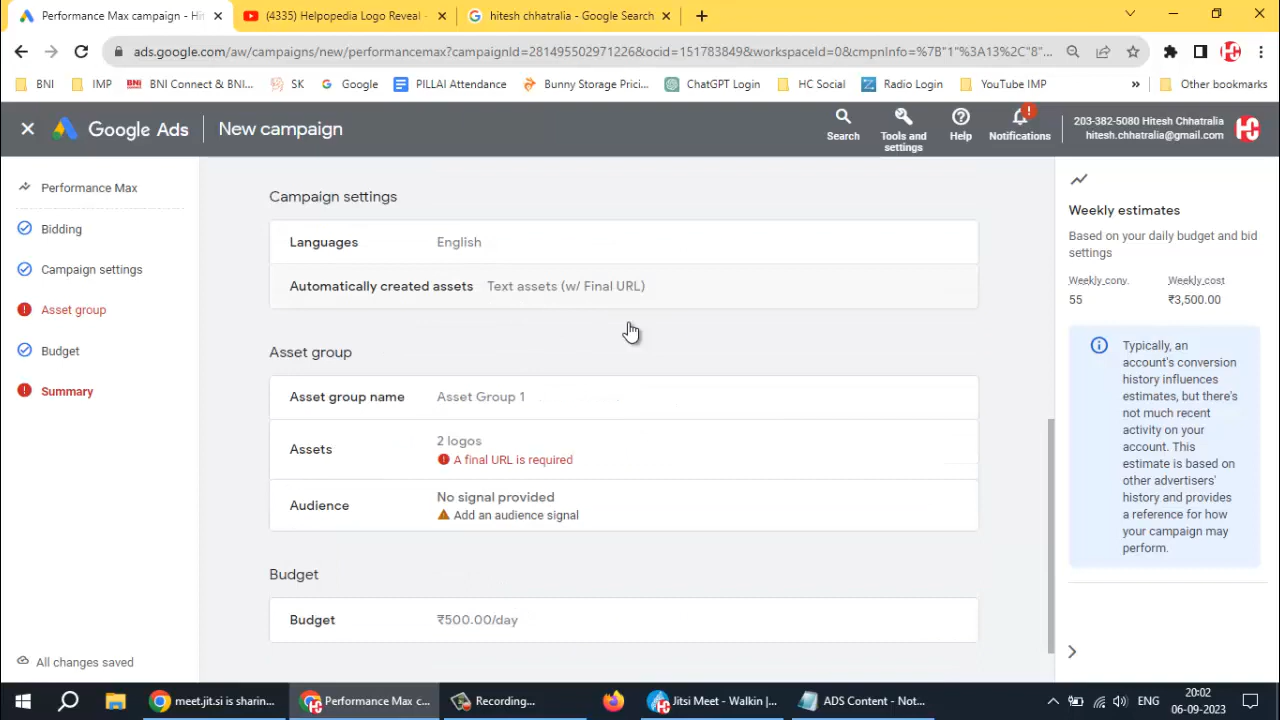 Performance Max campaign - Hi
(4335) Helpopedia Logo Reveal -
hitesh chhatralia - Google Search
ads.google.com/aw/campaigns/new/performancemax?campaignId=281495502971226&ocid=151783849&workspaceId=0&cmpnInfo=%7B"1"%3A13%2C"8"...
BNI
IMP
BNI Connect & BNI...
SK
Google
PILLAI Attendance
Bunny Storage Prici...
ChatGPT Login
HC Social
Radio Login
YouTube IMP
»
Other bookmarks
Google Ads
New campaign
Search
Tools and settings
Help
Notifications
203-382-5080 Hitesh Chhatralia
hitesh.chhatralia@gmail.com
Performance Max
Bidding
Campaign settings
Asset group
Budget
Summary
All changes saved
Campaign settings
Languages English
Automatically created assets Text assets (w/ Final URL)
Asset group
Asset group name Asset Group 1
Assets 2 logos
A final URL is required
Audience No signal provided
Add an audience signal
Budget
Budget ₹500.00/day
Weekly estimates
Based on your daily budget and bid
settings
Weekly conv. Weekly cost
55 ₹3,500.00
Typically, an
account's conversion
history influences
estimates, but there's
not much recent
activity on your
account. This
estimate is based on
other advertisers'
history and provides
a reference for how
your campaign may
perform.
meet.jit.si is sharin...
Performance Max c...
Recording...
Jitsi Meet - Walkin |...
ADS Content - Not...
ENG
20:02
06-09-2023